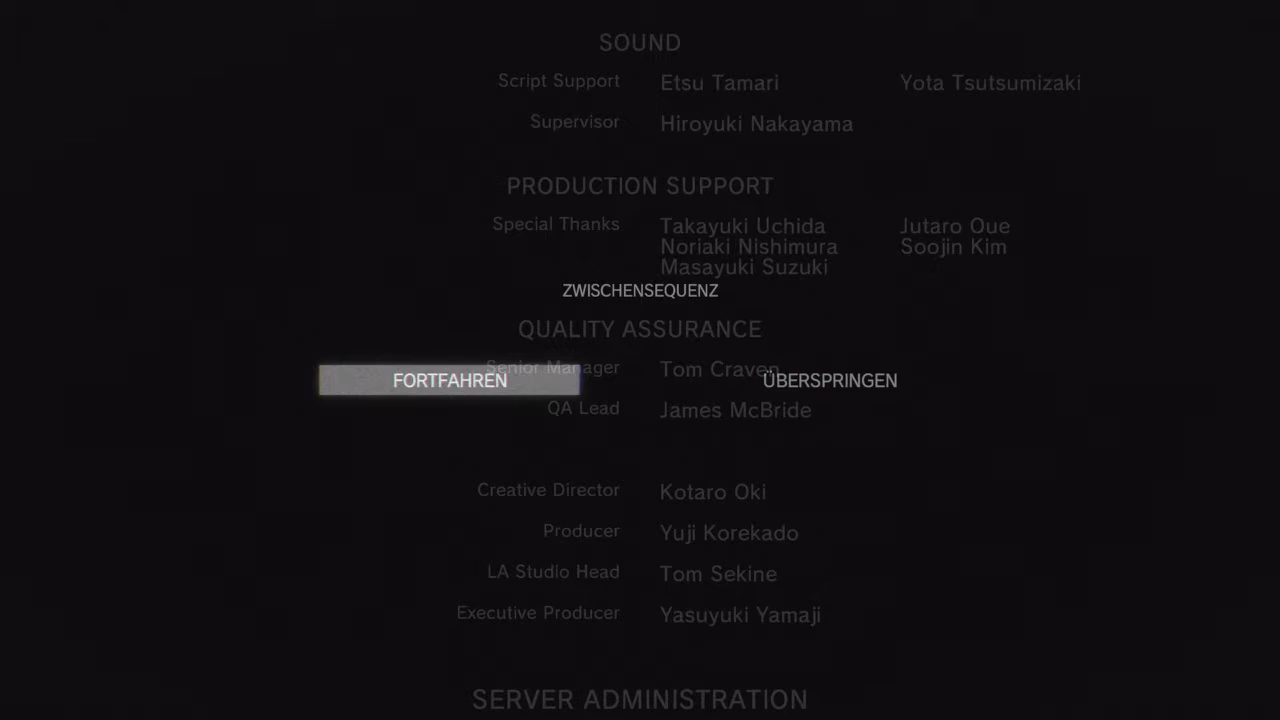 SOUND
Script Support Etsu Tamari Yota Tsutsumizaki
Supervisor Hiroyuki Nakayama
PRODUCTION SUPPORT
Special Thanks Takayuki Uchida Jutaro Oue
Noriaki Nishimura Soojin Kim
Masayuki Suzuki
ZWISCHENSEQUENZ
QUALITY ASSURANCE
Senior Manager Tom Craven
FORTFAHREN ÜBERSPRINGEN
QA Lead James McBride
Creative Director Kotaro Oki
Producer Yuji Korekado
LA Studio Head Tom Sekine
Executive Producer Yasuyuki Yamaji
SERVER ADMINISTRATION